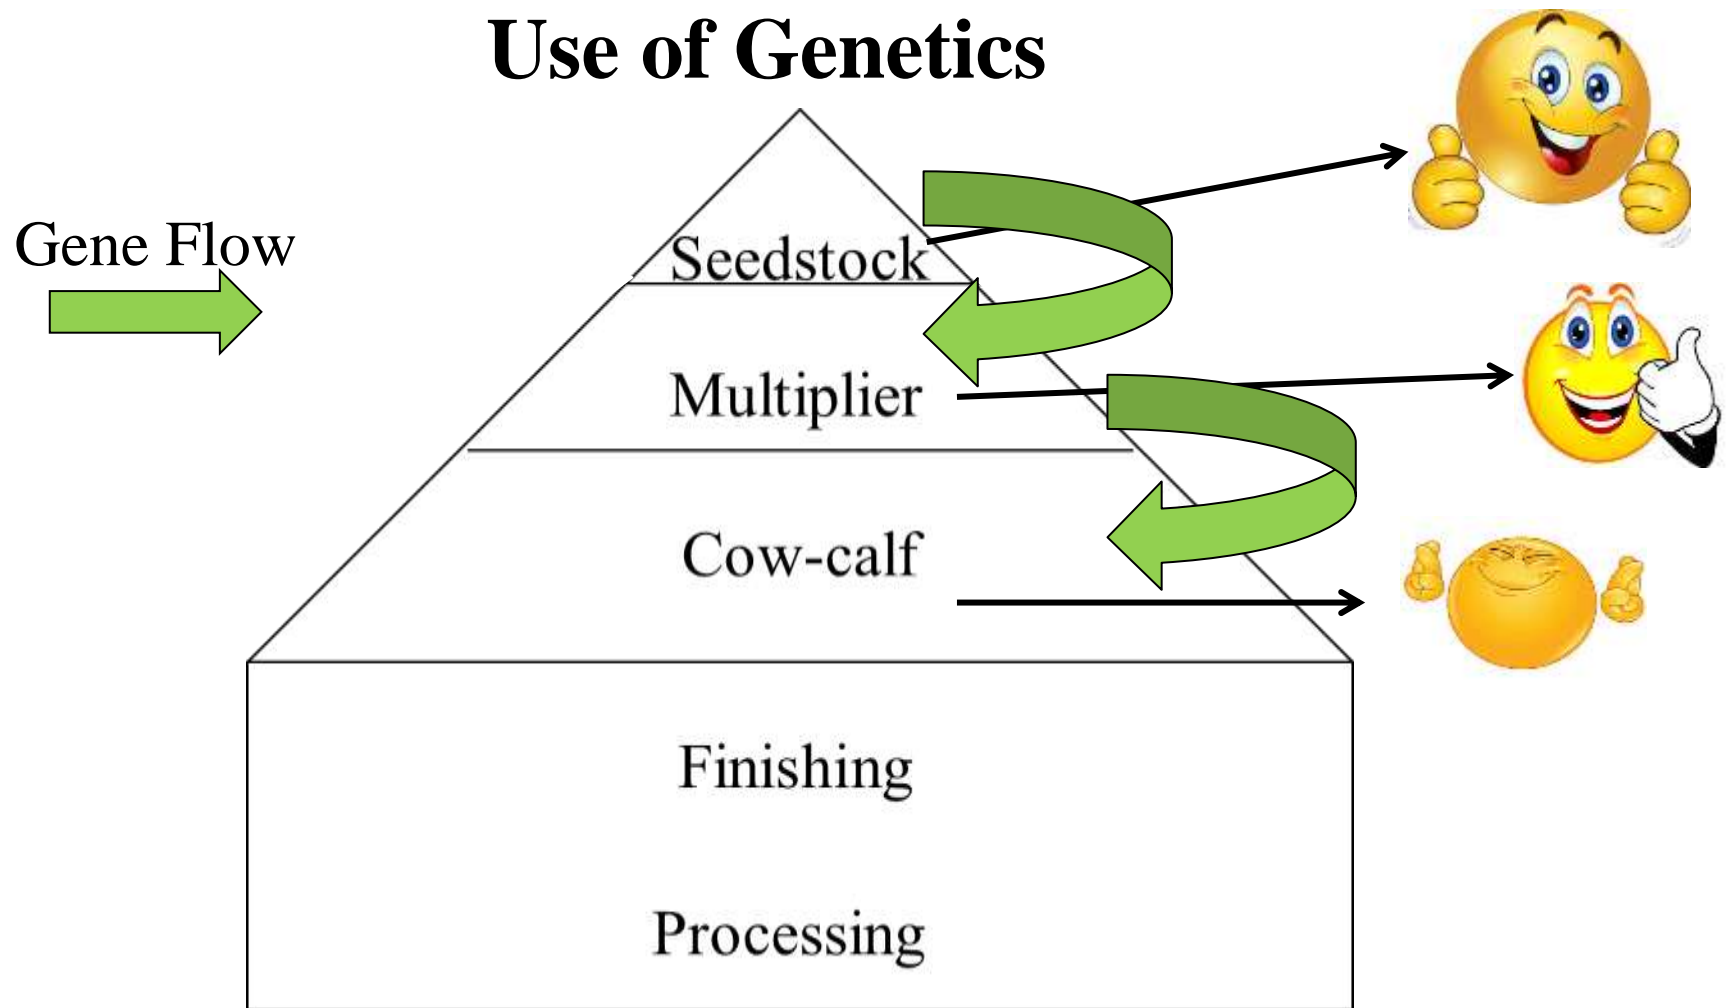 Use of Genetics
Gene Flow
Seedstock
Multiplier
Cow-calf
Finishing
Processing